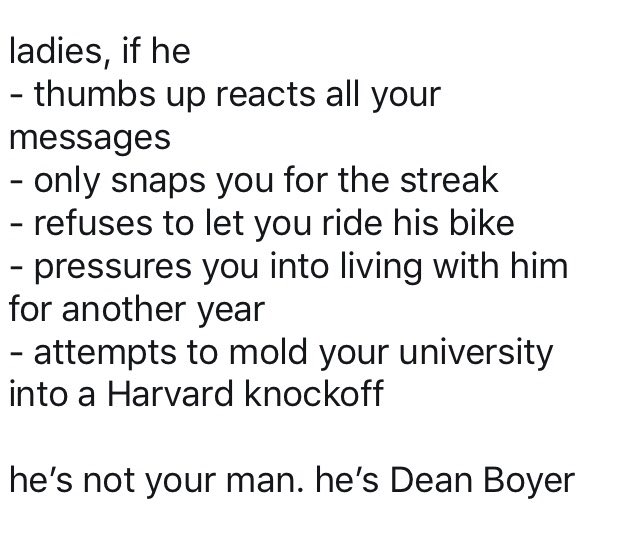 ladies, if he
- thumbs up reacts all your
messages
- only snaps you for the streak
- refuses to let you ride his bike
- pressures you into living with him
for another year
- attempts to mold your university
into a Harvard knockoff
he’s not your man. he’s Dean Boyer